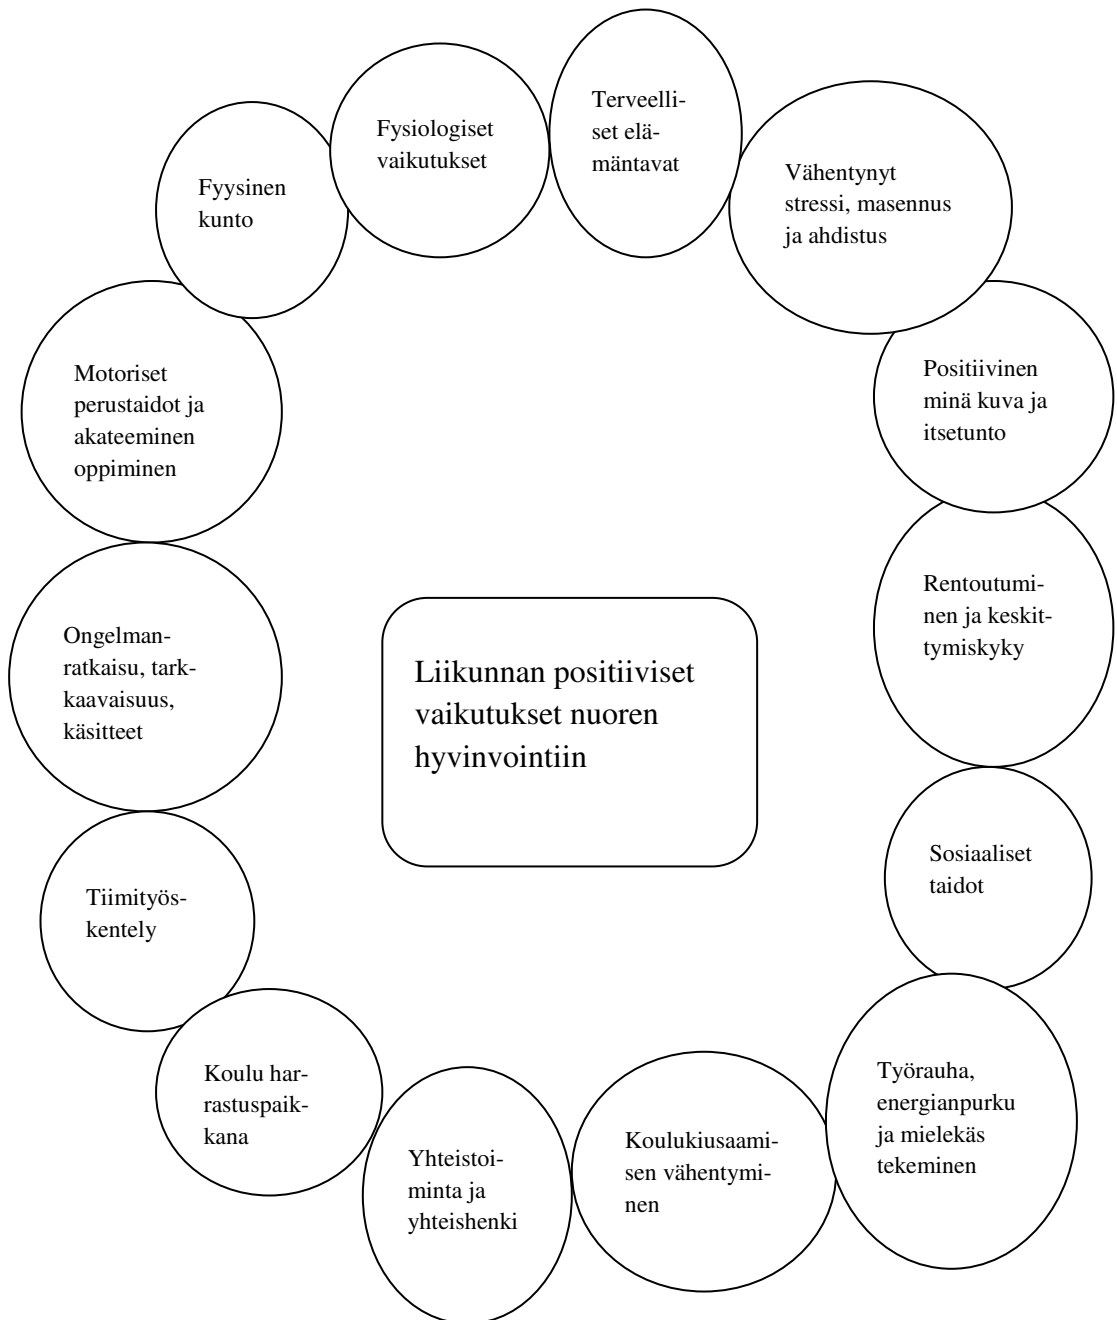 Terveelli-
set elä-
mäntavat
Fysiologiset
vaikutukset
Vähentynyt
stressi, masennus
ja ahdistus
Fyysinen
kunto
Positiivinen
minä kuva ja
itsetunto
Motoriset
perustaidot ja
akateeminen
oppiminen
Rentoutumi-
nen ja keskit-
tymiskyky
Ongelman-
ratkaisu, tark-
kaavaisuus,
käsitteet
Liikunnan positiiviset
vaikutukset nuoren
hyvinvointiin
Sosiaaliset
taidot
Tiimityös-
kentely
Työrauha,
energianpurku
ja mielekäs
tekeminen
Koulu har-
rastuspaik-
kana
Koulukiusaami-
sen vähentymi-
nen
Yhteistoi-
minta ja
yhteishenki